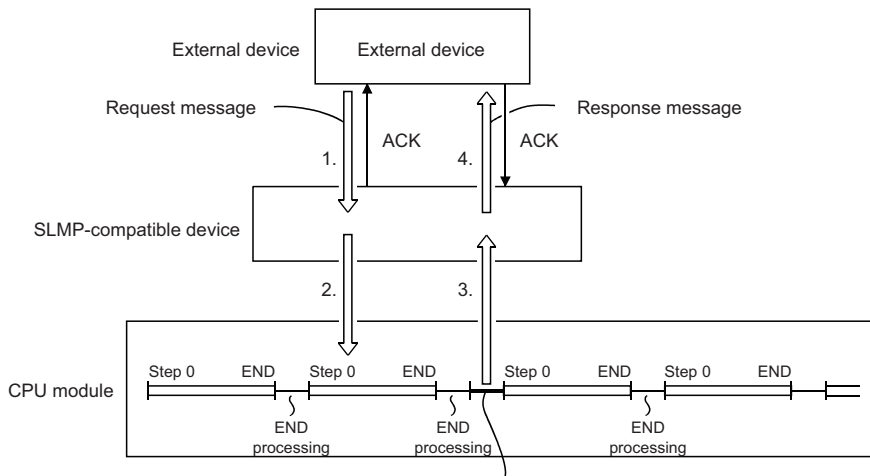 External device
External device
Request message
Response message
ACK
ACK
1.
4.
SLMP-compatible device
2.
3.
CPU module
Step 0
END
Step 0
END
Step 0
END
Step 0
END
END
processing
END
processing
END
processing